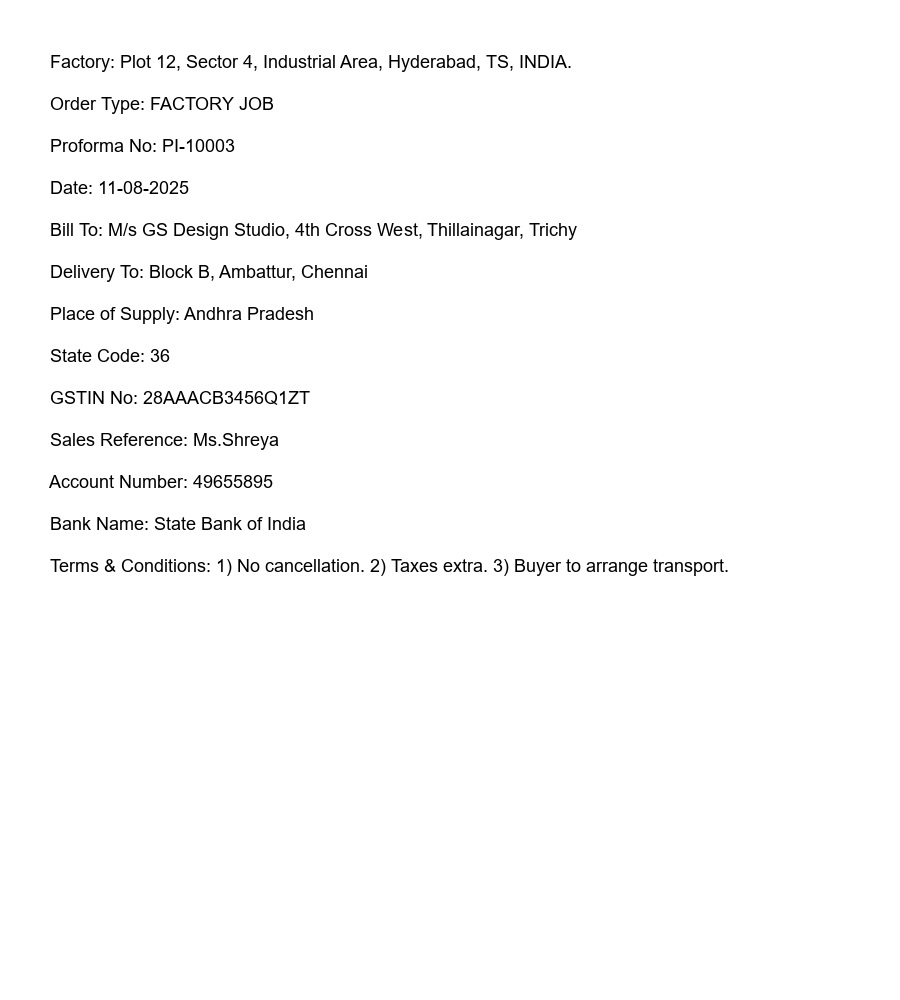 Factory: Plot 12, Sector 4, Industrial Area, Hyderabad, TS, INDIA.
Order Type: FACTORY JOB
Proforma No: PI-10003
Date: 11-08-2025
Bill To: M/s GS Design Studio, 4th Cross West, Thillainagar, Trichy
Delivery To: Block B, Ambattur, Chennai
Place of Supply: Andhra Pradesh
State Code: 36
GSTIN No: 28AAACB3456Q1ZT
Sales Reference: Ms.Shreya
Account Number: 49655895
Bank Name: State Bank of India
Terms & Conditions: 1) No cancellation. 2) Taxes extra. 3) Buyer to arrange transport.